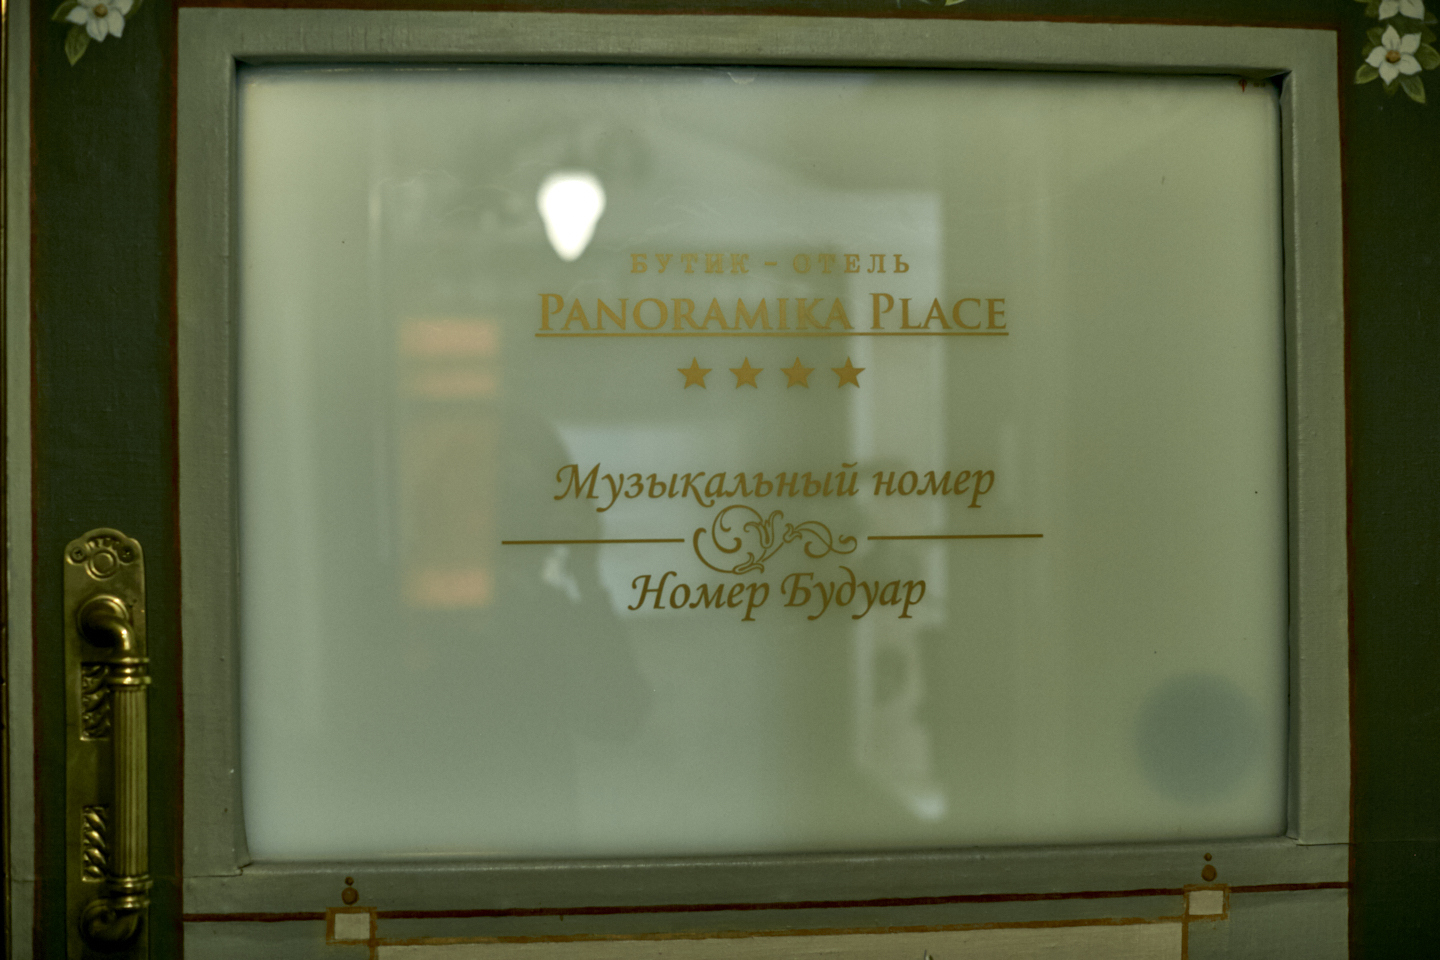 БУТИК - ОТЕЛЬ
PANORAMIKA PLACE
Музыкальный номер
Номер Будуар